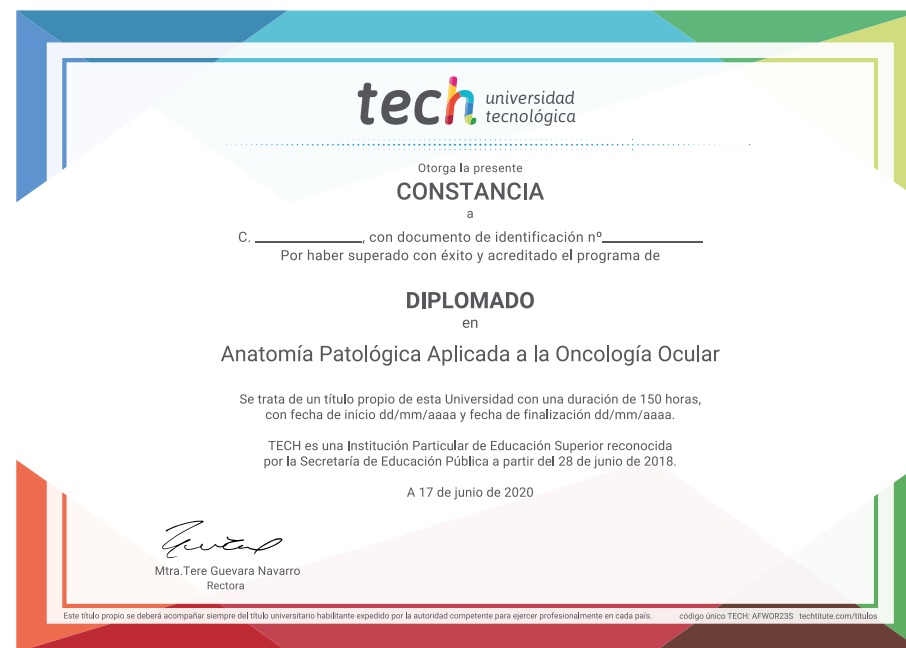 tech universidad
tecnológica
Otorga la presente
CONSTANCIA
a
C. ____________, con documento de identificación nº____________
Por haber superado con éxito y acreditado el programa de
DIPLOMADO
en
Anatomía Patológica Aplicada a la Oncología Ocular
Se trata de un título propio de esta Universidad con una duración de 150 horas,
con fecha de inicio dd/mm/aaaa y fecha de finalización dd/mm/aaaa.
TECH es una Institución Particular de Educación Superior reconocida
por la Secretaría de Educación Pública a partir del 28 de junio de 2018.
A 17 de junio de 2020
Mtra.Tere Guevara Navarro
Rectora
Este título propio se deberá acompañar siempre del título universitario habilitante expedido por la autoridad competente para ejercer profesionalmente en cada país. código único TECH: AFWOR23S techtitute.com/titulos